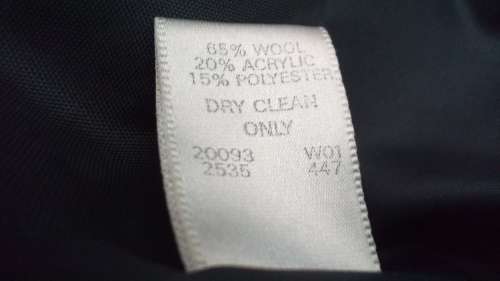 65% WOOL
20% ACRYLIC
15% POLYESTER
DRY CLEAN
ONLY
20093 W01
2535 447